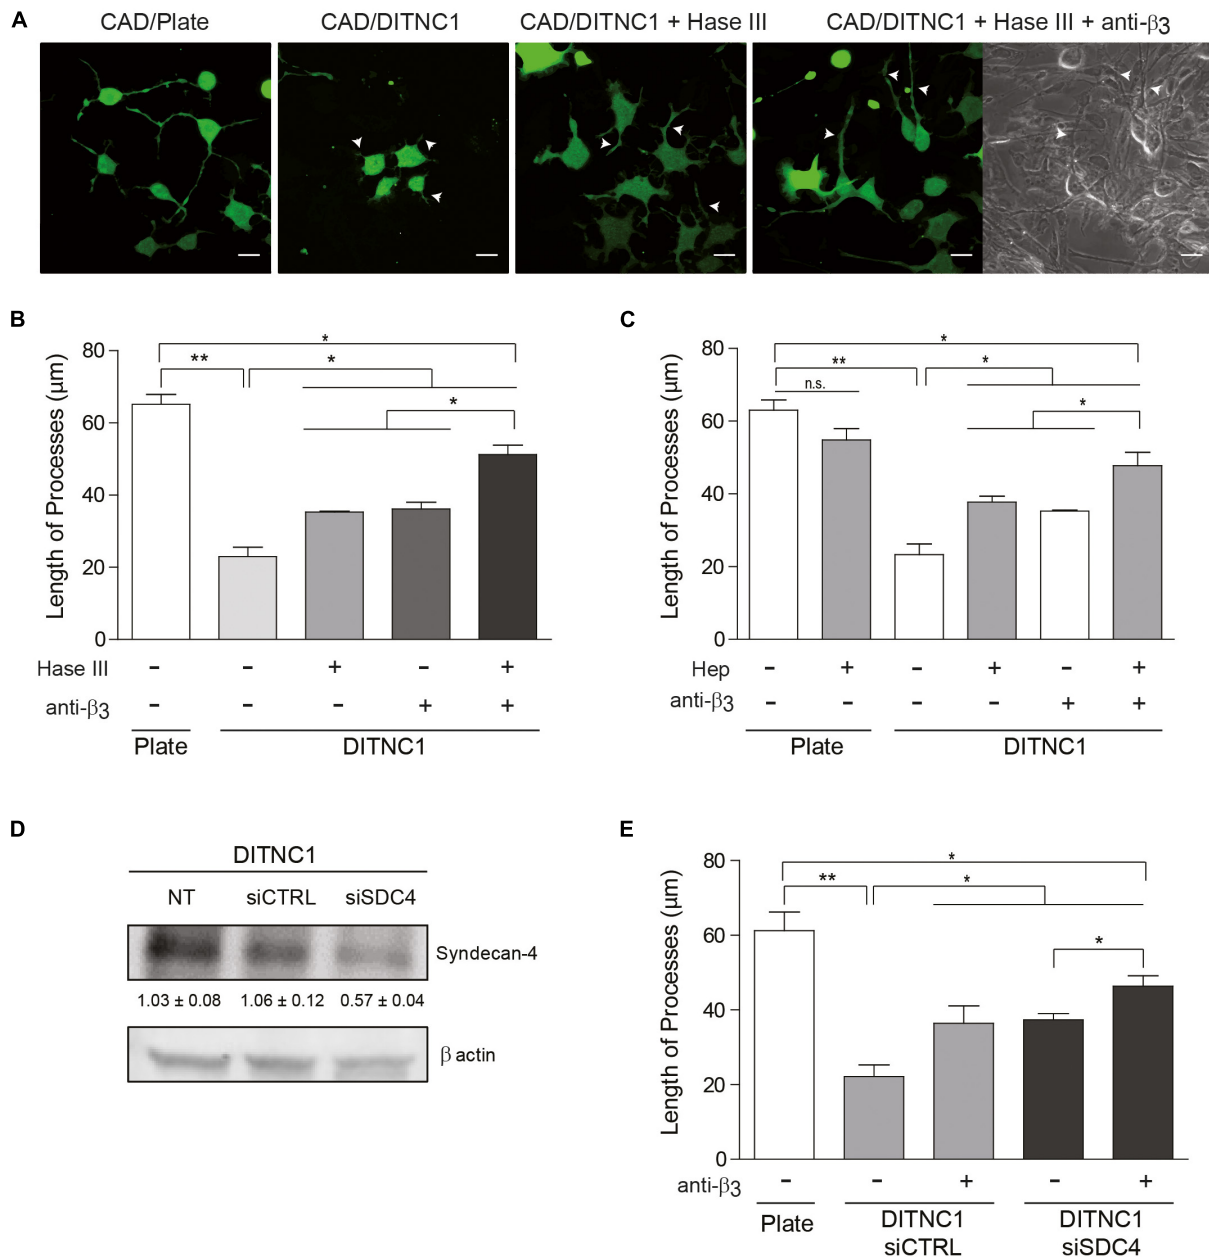 A
CAD/Plate
CAD/DITNC1
CAD/DITNC1 + Hase III
CAD/DITNC1 + Hase III + anti-β3
B
Length of Processes (μm)
80
60
40
20
0
*
**
*
*
Hase III
- - + - +
anti-β3
- - - + +
Plate
DITNC1
C
Length of Processes (μm)
80
60
40
20
0
*
**
*
n.s.
*
Hep
- + - + - +
anti-β3
- - - - + +
Plate
DITNC1
D
DITNC1
NT
siCTRL
siSDC4
Syndecan-4
1.03 ± 0.08
1.06 ± 0.12
0.57 ± 0.04
β actin
E
Length of Processes (μm)
80
60
40
20
0
*
**
*
*
anti-β3
- - + - +
Plate
DITNC1
siCTRL
DITNC1
siSDC4